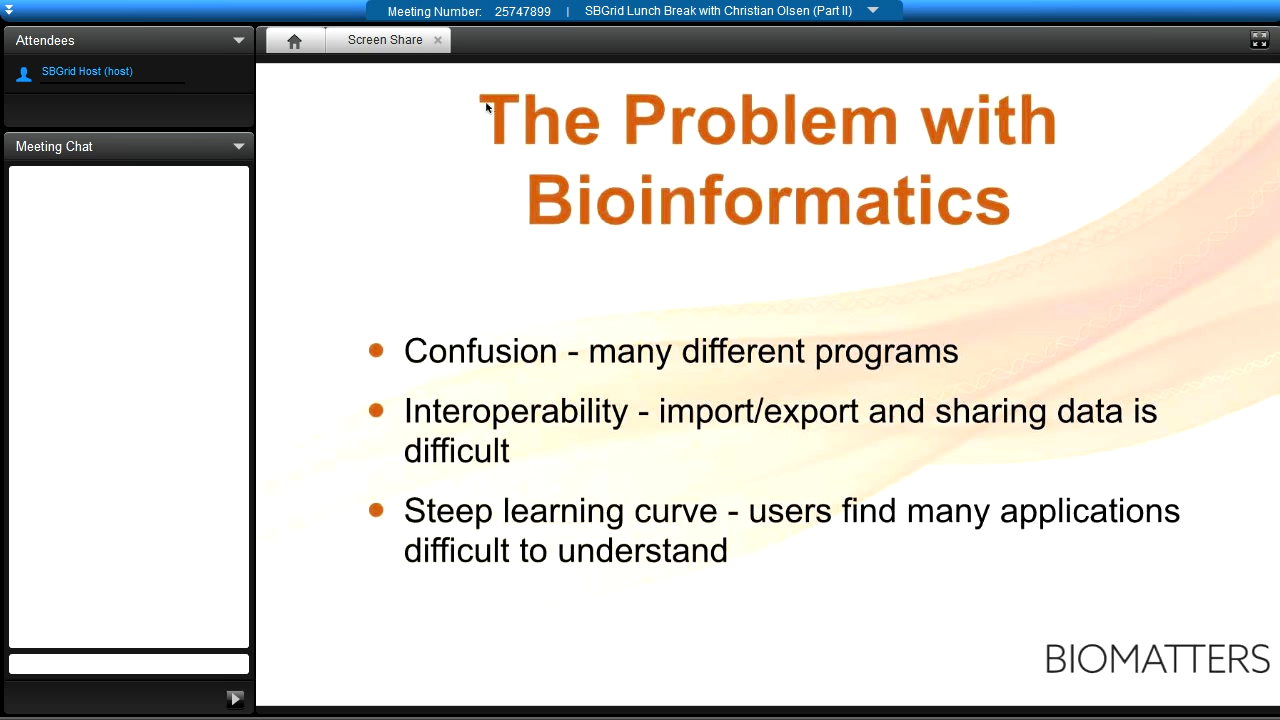 Meeting Number: 25747899 | SBGrid Lunch Break with Christian Olsen (Part II)
Attendees
SBGrid Host (host)
Meeting Chat
Screen Share
The Problem with
Bioinformatics
Confusion - many different programs
Interoperability - import/export and sharing data is
difficult
Steep learning curve - users find many applications
difficult to understand
BIOMATTERS